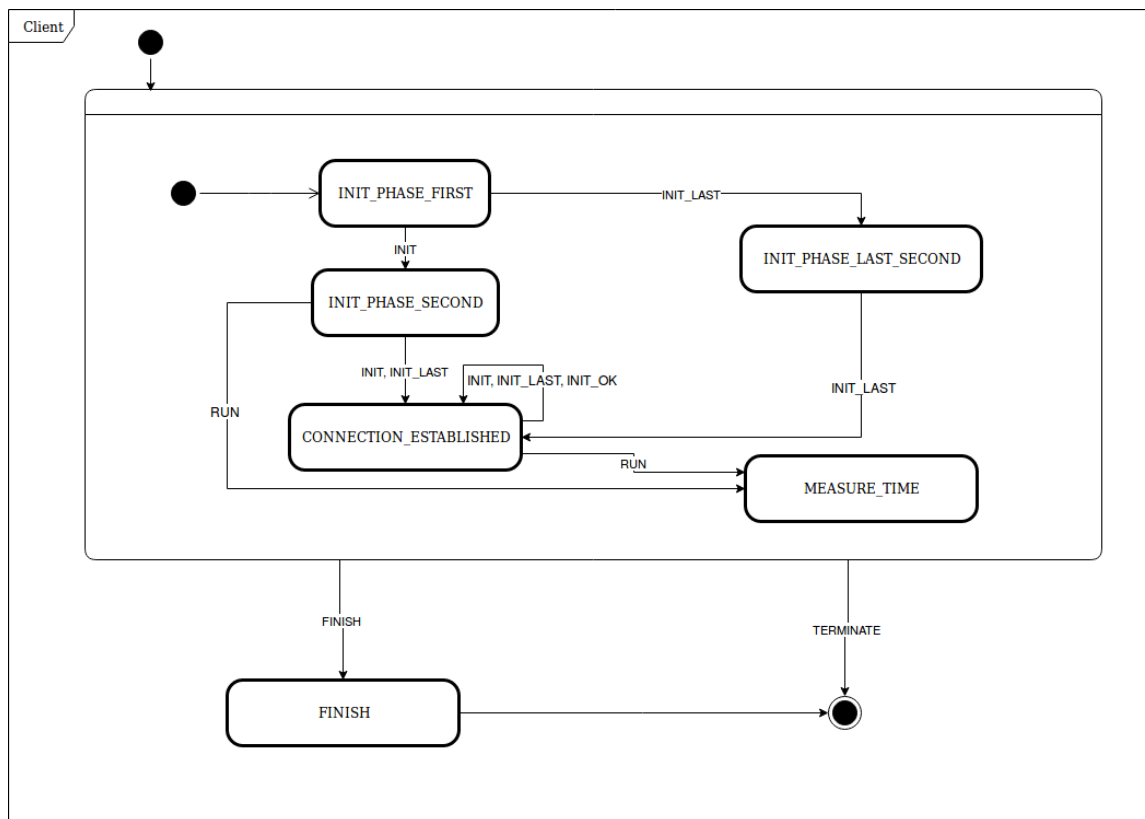 Client
INIT_PHASE_FIRST
INIT_LAST
INIT
INIT_PHASE_LAST_SECOND
INIT_PHASE_SECOND
INIT, INIT_LAST
INIT, INIT_LAST, INIT_OK
INIT_LAST
RUN
CONNECTION_ESTABLISHED
RUN
MEASURE_TIME
FINISH
TERMINATE
FINISH